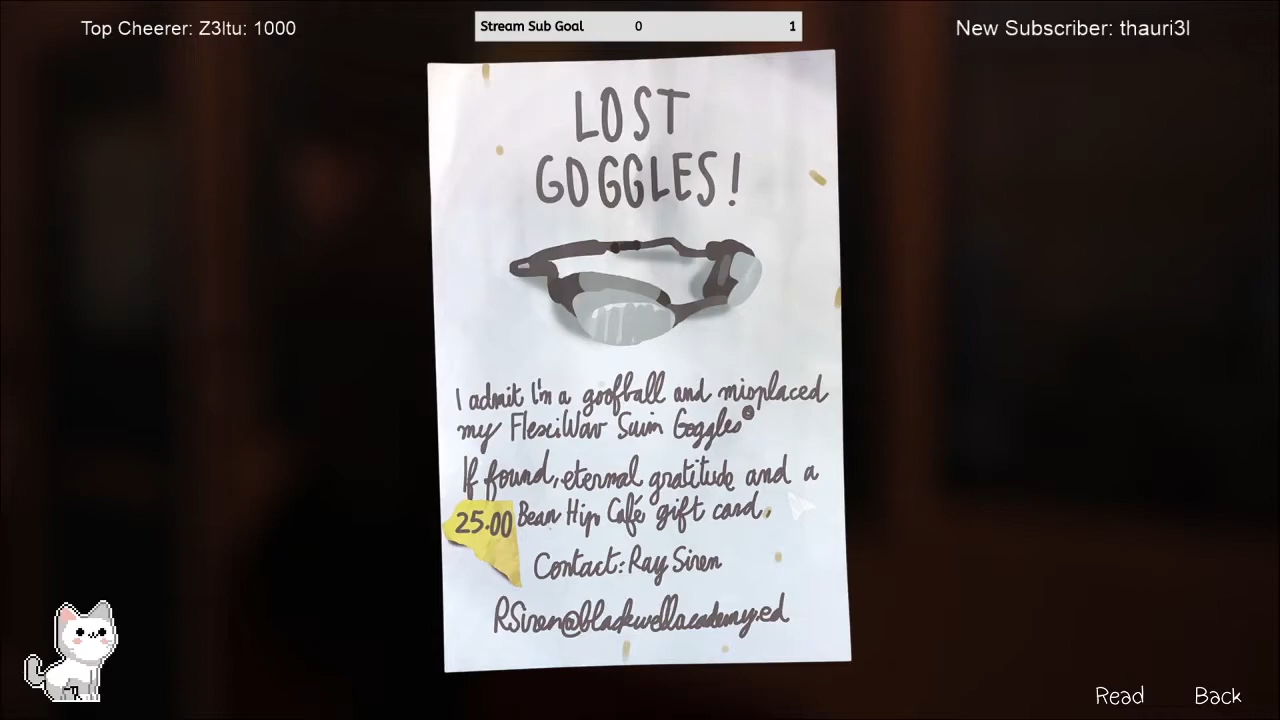 Top Cheerer: Z3ltu: 1000
Stream Sub Goal 0 1
New Subscriber: thauri3l
LOST
GOGGLES!
I admit I'm a goofball and misplaced
my FlexiWav Swim Goggles©
If found, eternal gratitude and a
25.00 Bean Hip Café gift card.
Contact: Ray Siren
RSiren@blackwellacademy.ed
Read Back